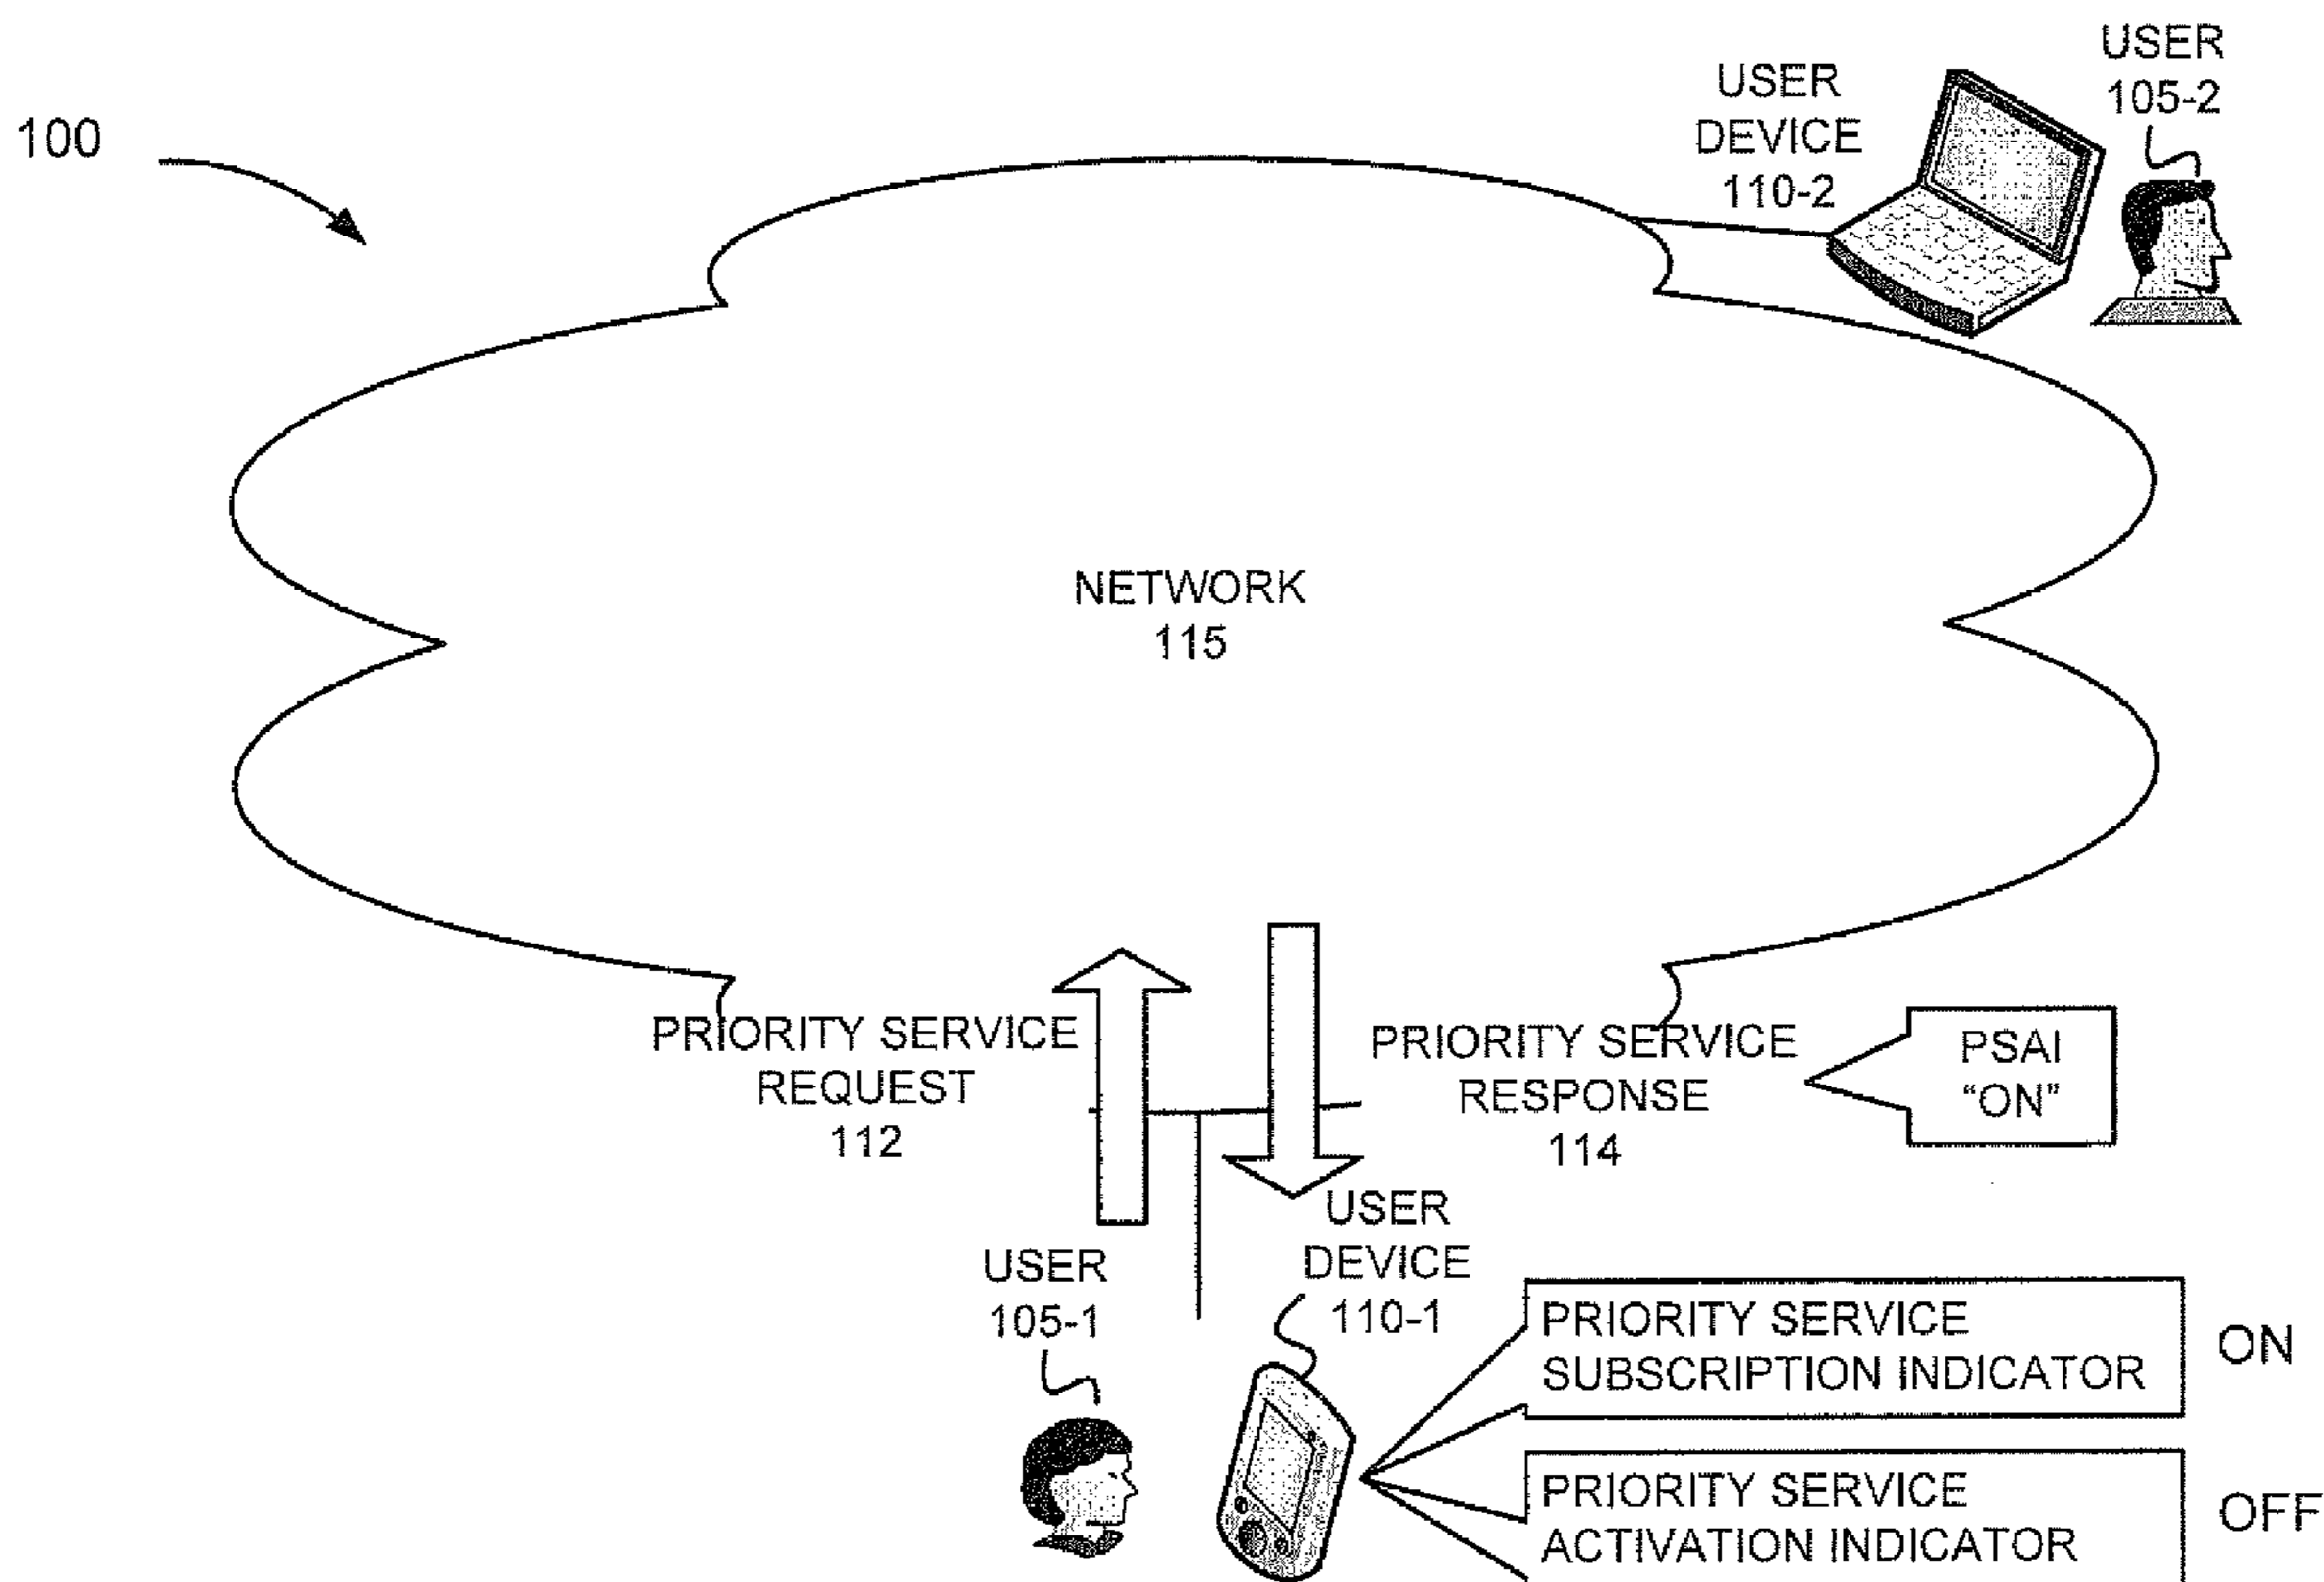 100
USER
DEVICE
110-2
USER
105-2
NETWORK
115
PRIORITY SERVICE
REQUEST
112
PRIORITY SERVICE
RESPONSE
114
PSAI
“ON”
USER
105-1
USER
DEVICE
110-1
PRIORITY SERVICE
SUBSCRIPTION INDICATOR
ON
PRIORITY SERVICE
ACTIVATION INDICATOR
OFF